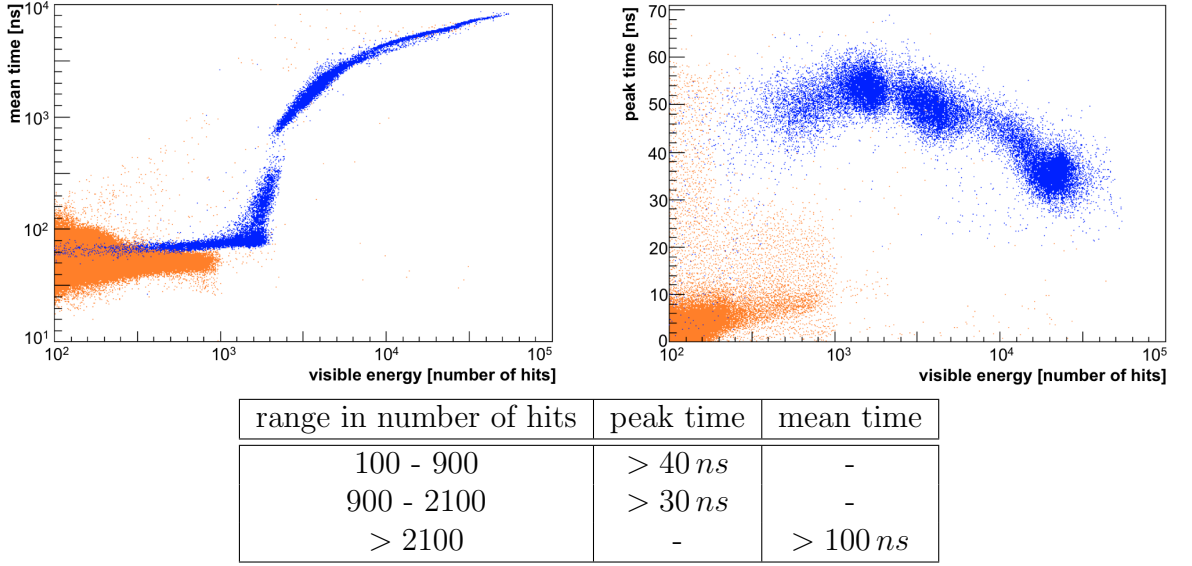 mean time [ns]
10^4
10^3
10^2
10^1
10^2 10^3 10^4 10^5
visible energy [number of hits]
peak time [ns]
70
60
50
40
30
20
10
0
10^2 10^3 10^4 10^5
visible energy [number of hits]
range in number of hits peak time mean time
100 - 900 > 40 ns -
900 - 2100 > 30 ns -
> 2100 - > 100 ns